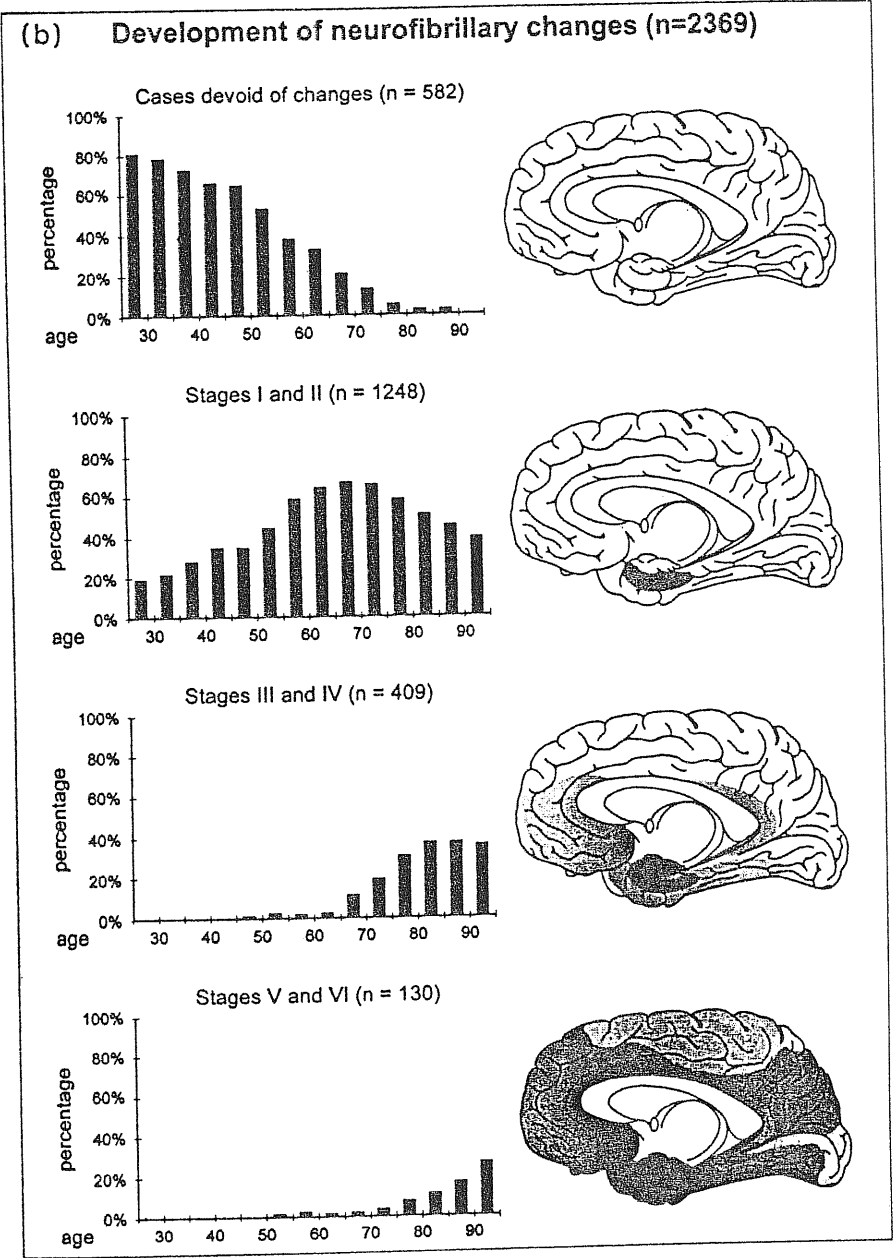 (b) Development of neurofibrillary changes (n=2369)
Cases devoid of changes (n = 582)
100%
80%
60%
40%
20%
0%
percentage
age 30 40 50 60 70 80 90
Stages I and II (n = 1248)
100%
80%
60%
40%
20%
0%
percentage
age 30 40 50 60 70 80 90
Stages III and IV (n = 409)
100%
80%
60%
40%
20%
0%
percentage
age 30 40 50 60 70 80 90
Stages V and VI (n = 130)
100%
80%
60%
40%
20%
0%
percentage
age 30 40 50 60 70 80 90